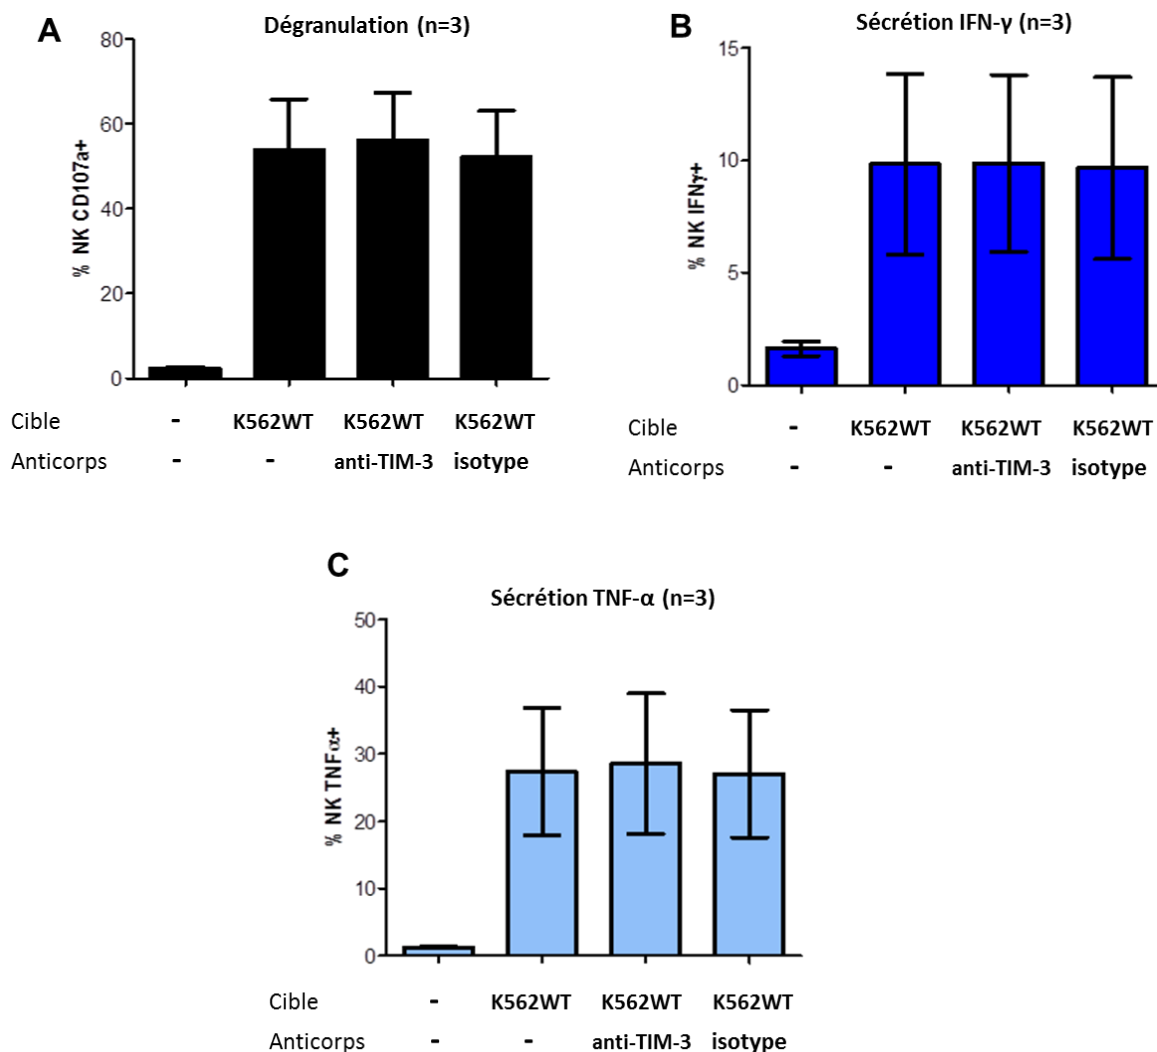 A
Dégranulation (n=3)
% NK CD107a+
80
60
40
20
0
Cible - K562WT K562WT K562WT
Anticorps - - anti-TIM-3 isotype
B
Sécrétion IFN-γ (n=3)
% NK IFNγ+
15
10
5
0
Cible - K562WT K562WT K562WT
Anticorps - - anti-TIM-3 isotype
C
Sécrétion TNF-α (n=3)
% NK TNFα+
50
40
30
20
10
0
Cible - K562WT K562WT K562WT
Anticorps - - anti-TIM-3 isotype